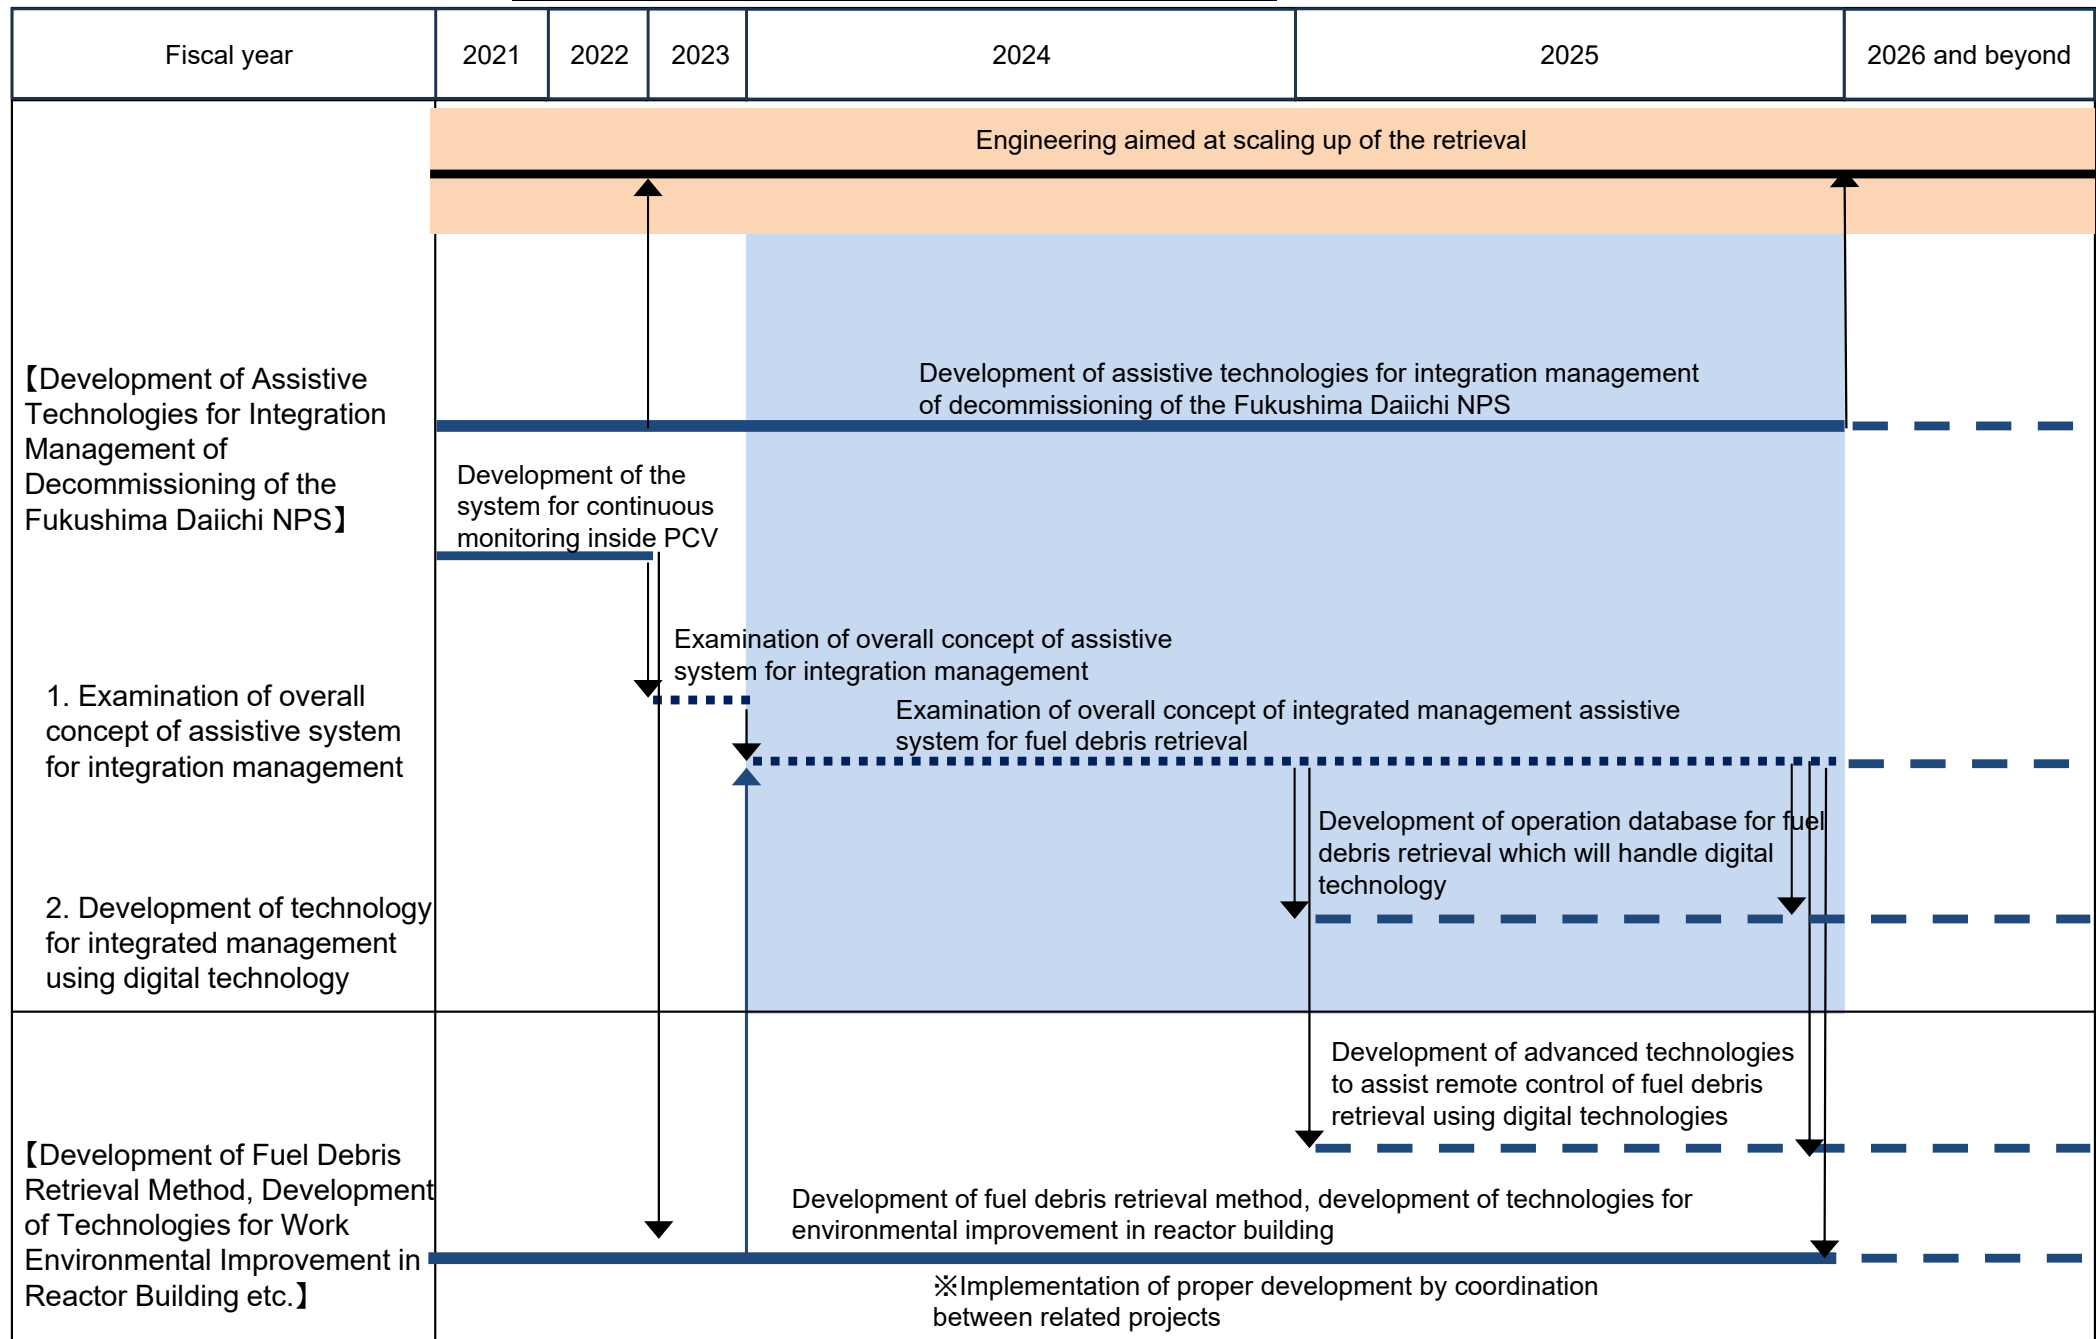 Fiscal year
2021
2022
2023
2024
2025
2026 and beyond
Engineering aimed at scaling up of the retrieval
【Development of Assistive
Technologies for Integration
Management of
Decommissioning of the
Fukushima Daiichi NPS】
Development of assistive technologies for integration management
of decommissioning of the Fukushima Daiichi NPS
Development of the
system for continuous
monitoring inside PCV
1. Examination of overall
concept of assistive system
for integration management
Examination of overall concept of assistive
system for integration management
Examination of overall concept of integrated management assistive
system for fuel debris retrieval
2. Development of technology
for integrated management
using digital technology
Development of operation database for fuel
debris retrieval which will handle digital
technology
【Development of Fuel Debris
Retrieval Method, Development
of Technologies for Work
Environmental Improvement in
Reactor Building etc.】
Development of advanced technologies
to assist remote control of fuel debris
retrieval using digital technologies
Development of fuel debris retrieval method, development of technologies for
environmental improvement in reactor building
※Implementation of proper development by coordination
between related projects